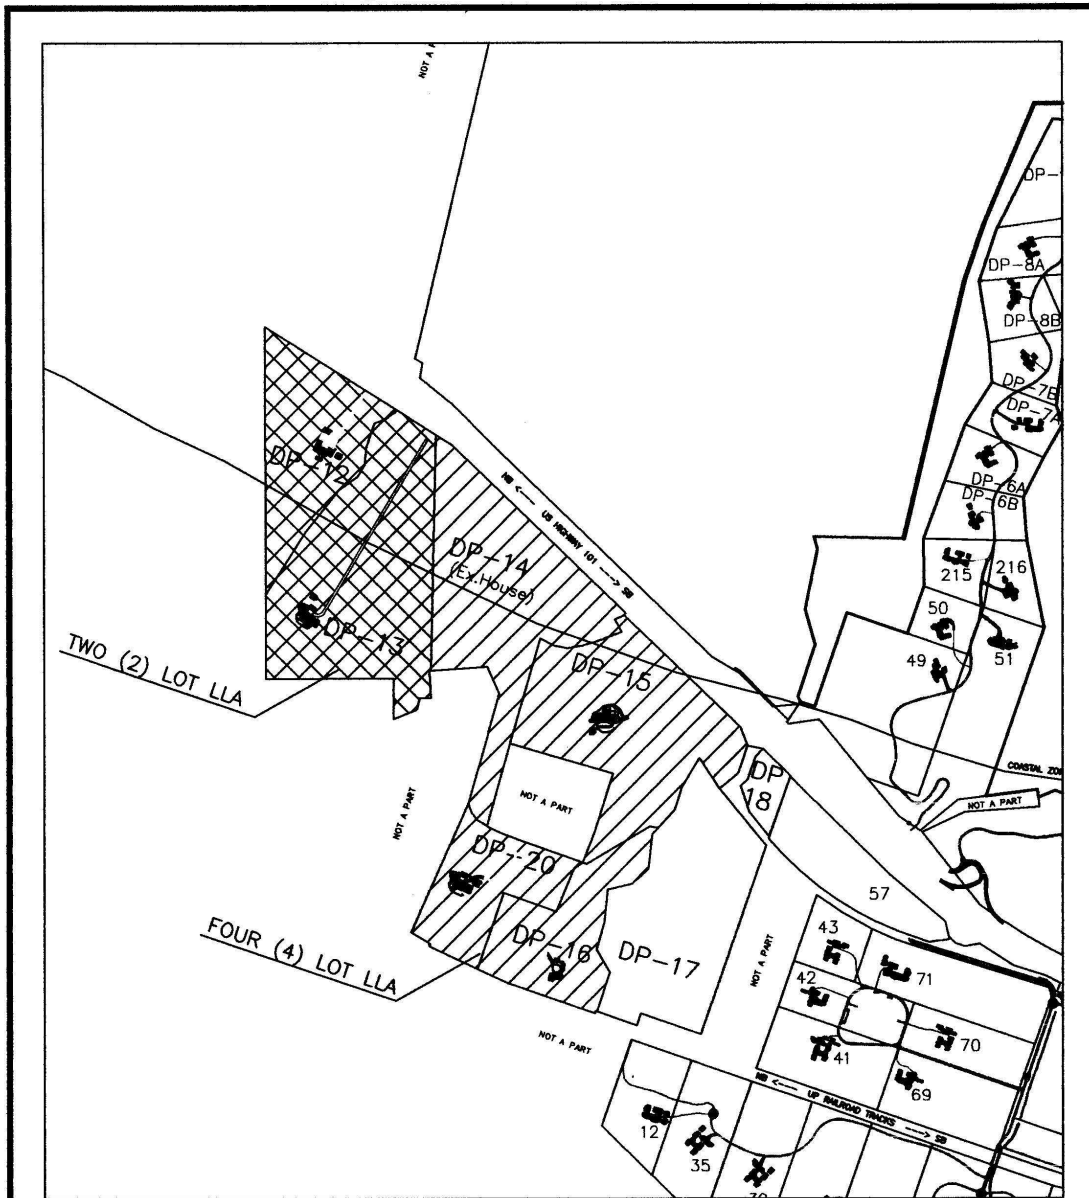 NOT A
DP-
DP-8A
DP-8B
DP-7B
DP-7A
DP-6A
DP-6B
215
216
50
51
49
DP-12
NB <---- US HIGHWAY 101 ----> SB
DP-14
(Ex.House)
DP-13
TWO (2) LOT LLA
DP-15
COASTAL ZO
DP
18
NOT A PART
NOT A PART
NOT A PART
DP-20
57
FOUR (4) LOT LLA
DP-16
DP-17
NOT A PART
43
71
42
NOT A PART
41
70
69
NB <---- UP RAILROAD TRACKS ----> SB
12
35